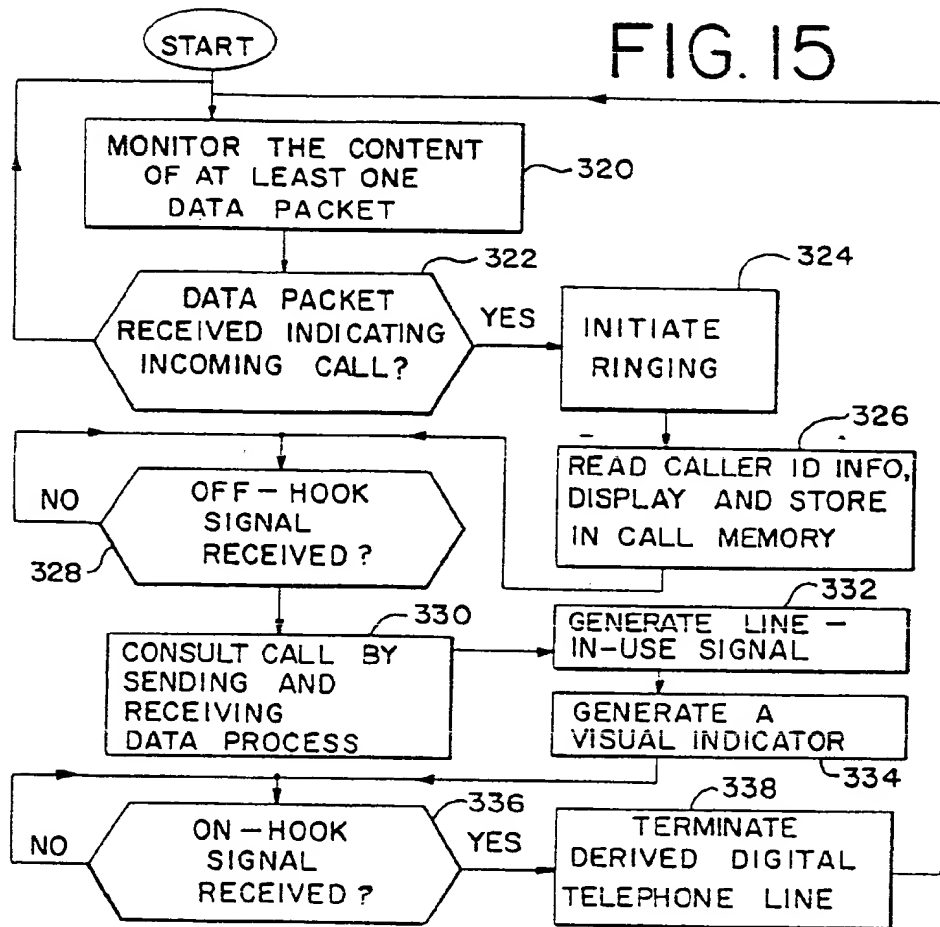 FIG. 15
START
MONITOR THE CONTENT
OF AT LEAST ONE
DATA PACKET
320
322
DATA PACKET
RECEIVED INDICATING
INCOMING CALL?
YES
324
INITIATE
RINGING
326
READ CALLER ID INFO,
DISPLAY AND STORE
IN CALL MEMORY
NO
OFF-HOOK
SIGNAL
RECEIVED?
328
330
CONSULT CALL BY
SENDING AND
RECEIVING
DATA PROCESS
332
GENERATE LINE-
IN-USE SIGNAL
GENERATE A
VISUAL INDICATOR
334
336
NO
ON-HOOK
SIGNAL
RECEIVED?
YES
338
TERMINATE
DERIVED DIGITAL
TELEPHONE LINE